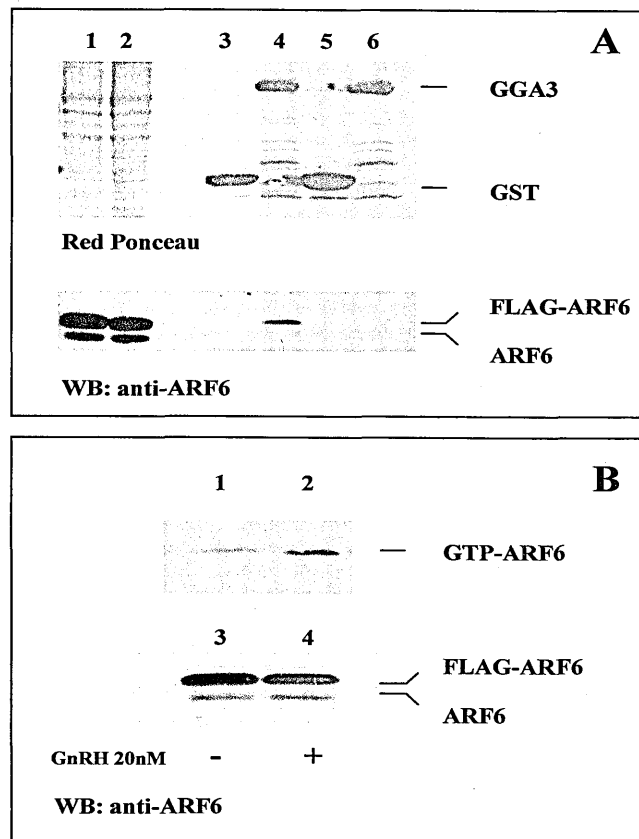 1 2 3 4 5 6 A
GGA3
GST
Red Ponceau
FLAG-ARF6
ARF6
WB: anti-ARF6
1 2 B
GTP-ARF6
3 4
FLAG-ARF6
ARF6
GnRH 20nM - +
WB: anti-ARF6